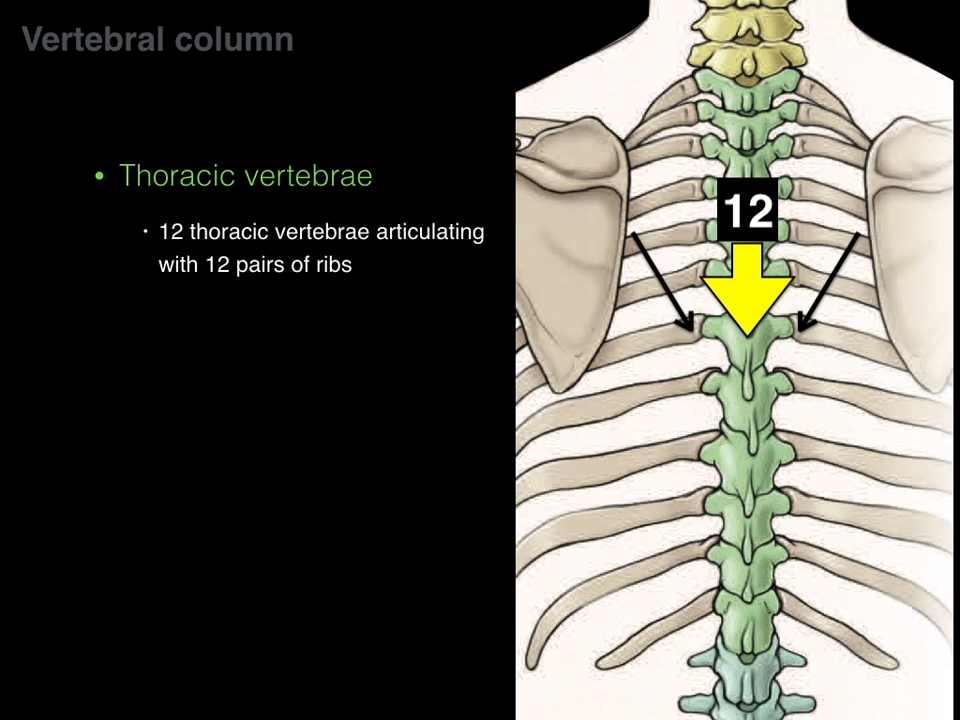 Vertebral column
• Thoracic vertebrae
· 12 thoracic vertebrae articulating
with 12 pairs of ribs
12